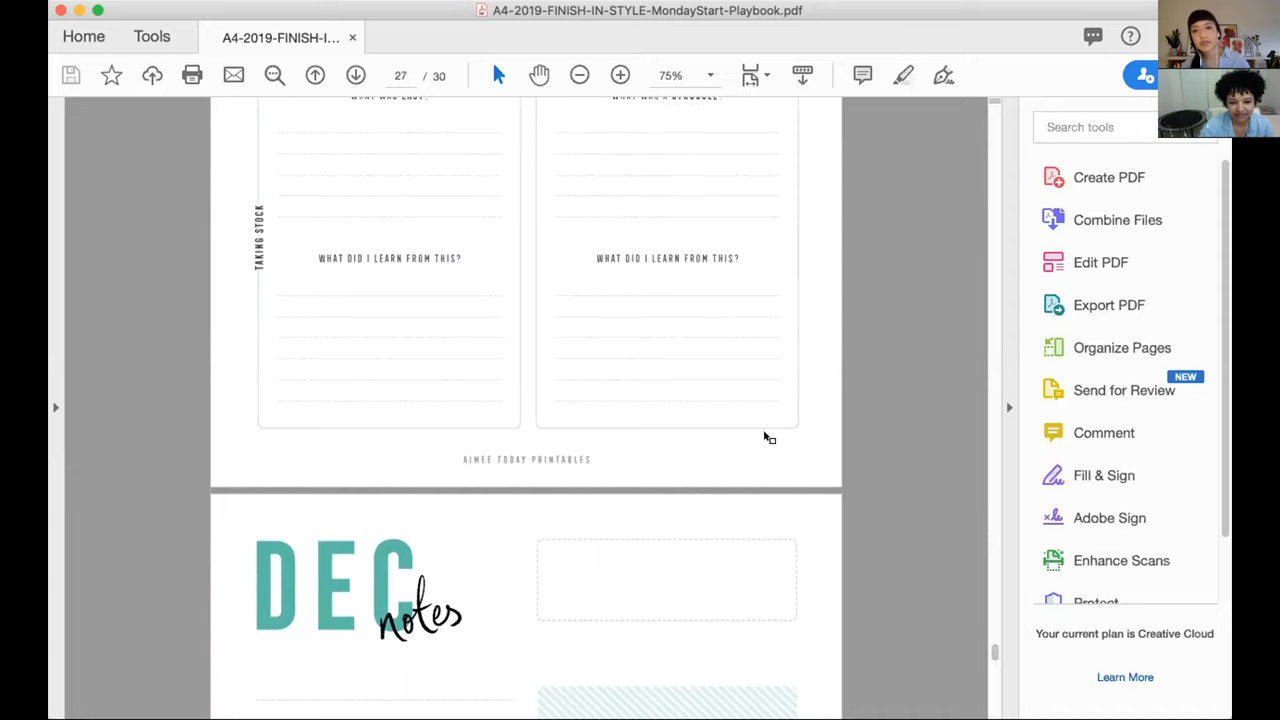 A4-2019-FINISH-IN-STYLE-MondayStart-Playbook.pdf
Home
Tools
A4-2019-FINISH-I... ×
27 / 30
75%
Search tools
Create PDF
Combine Files
Edit PDF
Export PDF
Organize Pages
NEW
Send for Review
Comment
Fill & Sign
Adobe Sign
Enhance Scans
Protect
Your current plan is Creative Cloud
Learn More
TAKING STOCK
WHAT DID I LEARN FROM THIS?
WHAT DID I LEARN FROM THIS?
AIMEE TODAY PRINTABLES
DEC
notes